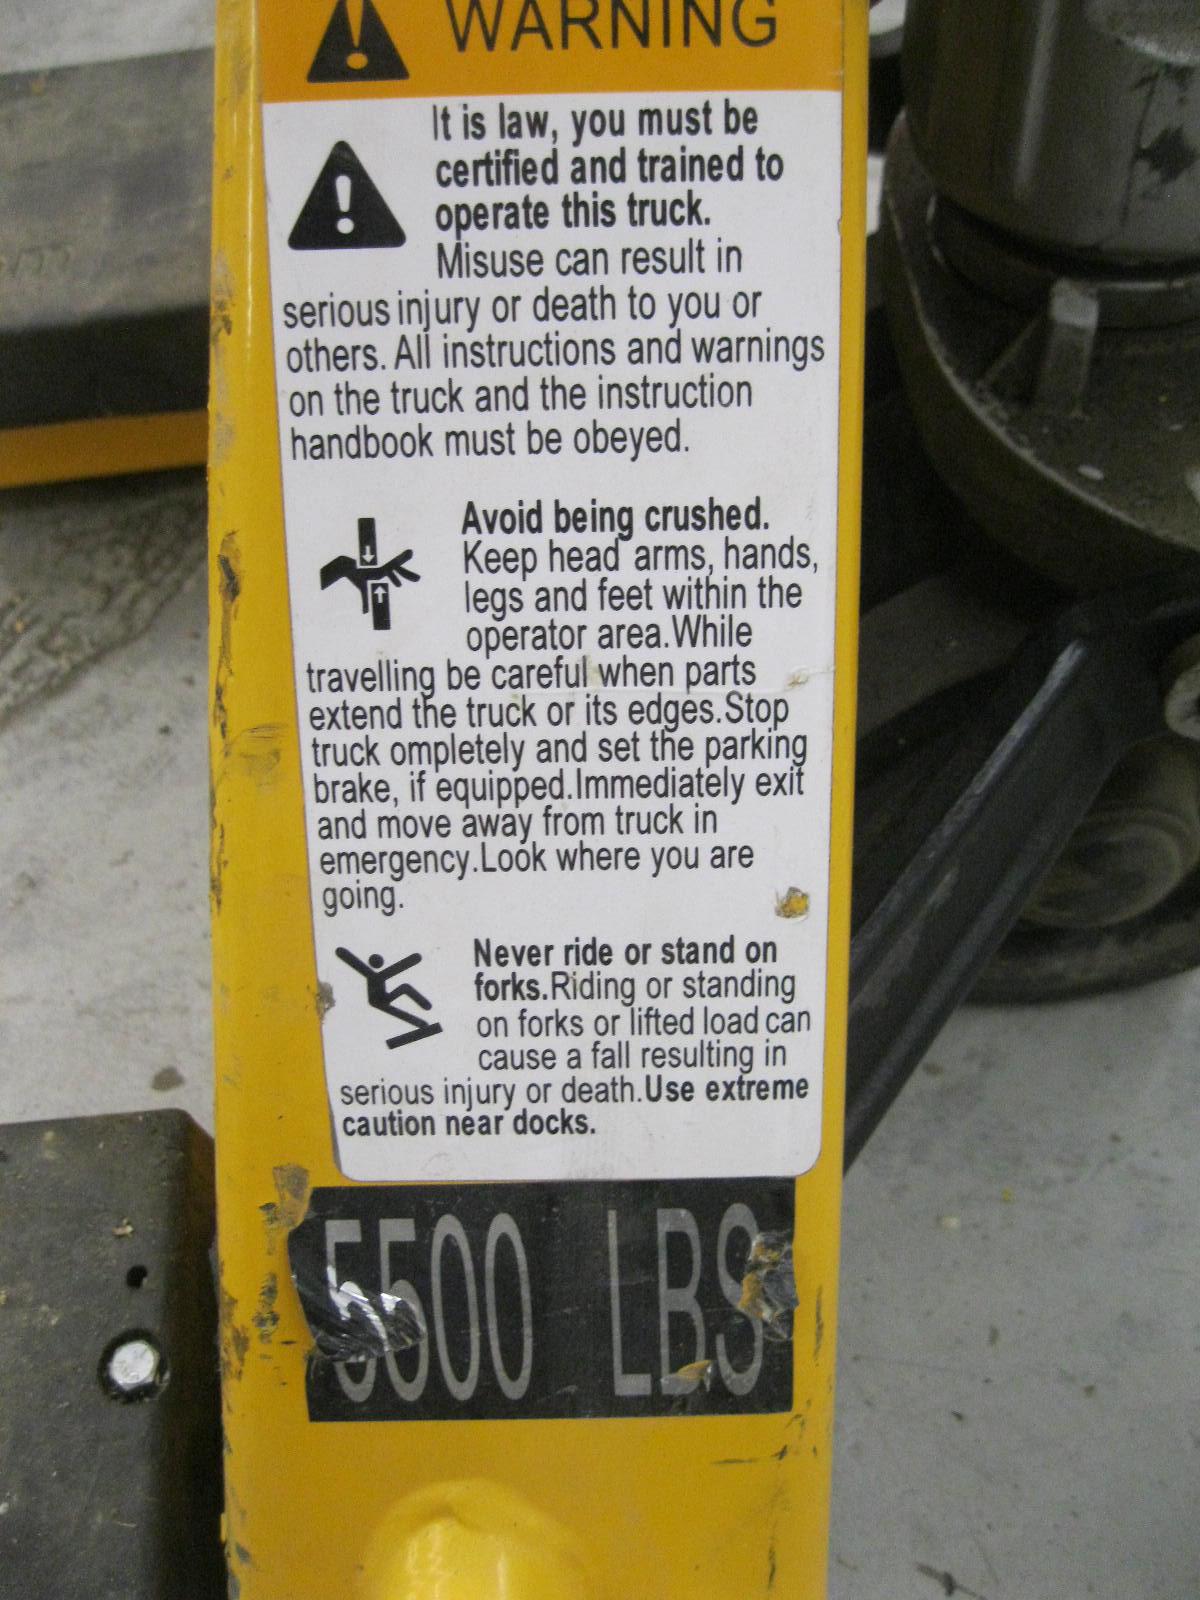 WARNING
It is law, you must be
certified and trained to
operate this truck.
Misuse can result in
serious injury or death to you or
others. All instructions and warnings
on the truck and the instruction
handbook must be obeyed.
Avoid being crushed.
Keep head arms, hands,
legs and feet within the
operator area.While
travelling be careful when parts
extend the truck or its edges.Stop
truck ompletely and set the parking
brake, if equipped.Immediately exit
and move away from truck in
emergency.Look where you are
going.
Never ride or stand on
forks.Riding or standing
on forks or lifted load can
cause a fall resulting in
serious injury or death.Use extreme
caution near docks.
5500 LBS